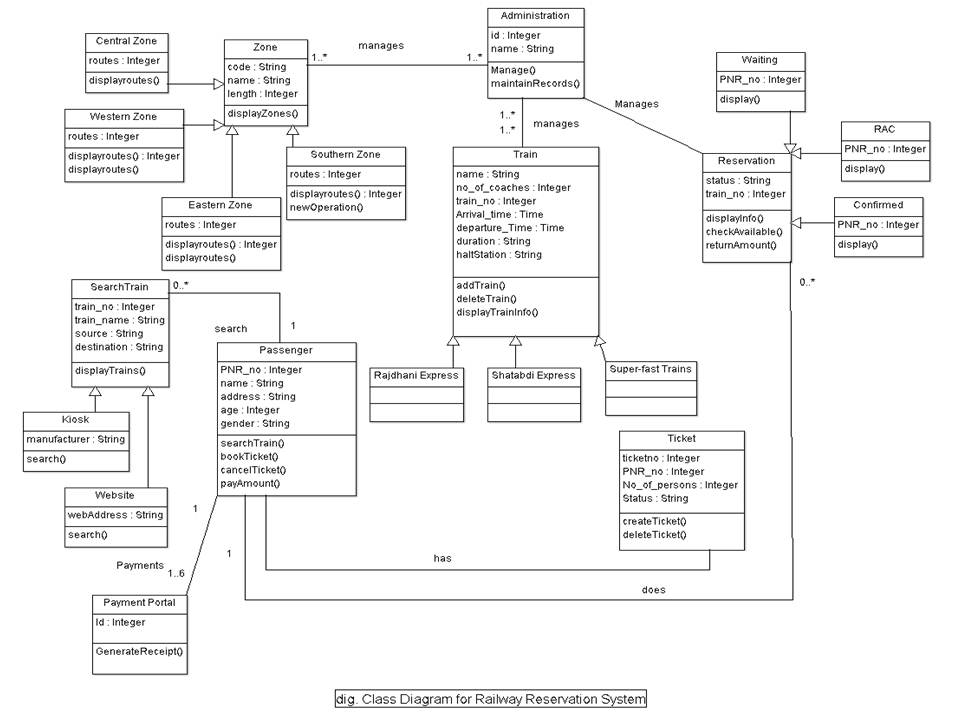 Administration
id : Integer
name : String
Manage()
maintainRecords()
Central Zone
routes : Integer
displayroutes()
Zone
code : String
name : String
length : Integer
displayZones()
1..*
manages
1..*
Waiting
PNR_no : Integer
display()
Western Zone
routes : Integer
displayroutes() : Integer
displayroutes()
1..*
1..*
manages
Manages
RAC
PNR_no : Integer
display()
Southern Zone
routes : Integer
displayroutes() : Integer
newOperation()
Train
name : String
no_of_coaches : Integer
train_no : Integer
Arrival_time : Time
departure_Time : Time
duration : String
haltStation : String
addTrain()
deleteTrain()
displayTrainInfo()
Reservation
status : String
train_no : Integer
displayInfo()
checkAvailable()
returnAmount()
Eastern Zone
routes : Integer
displayroutes() : Integer
displayroutes()
Confirmed
PNR_no : Integer
display()
SearchTrain
train_no : Integer
train_name : String
source : String
destination : String
displayTrains()
0..*
1
search
0..*
Passenger
PNR_no : Integer
name : String
address : String
age : Integer
gender : String
searchTrain()
bookTicket()
cancelTicket()
payAmount()
Rajdhani Express
Shatabdi Express
Super-fast Trains
Kiosk
manufacturer : String
search()
Ticket
ticketno : Integer
PNR_no : Integer
No_of_persons : Integer
Status : String
createTicket()
deleteTicket()
Website
webAddress : String
search()
1
1
has
Payments
1..6
does
Payment Portal
Id : Integer
GenerateReceipt()
dig. Class Diagram for Railway Reservation System